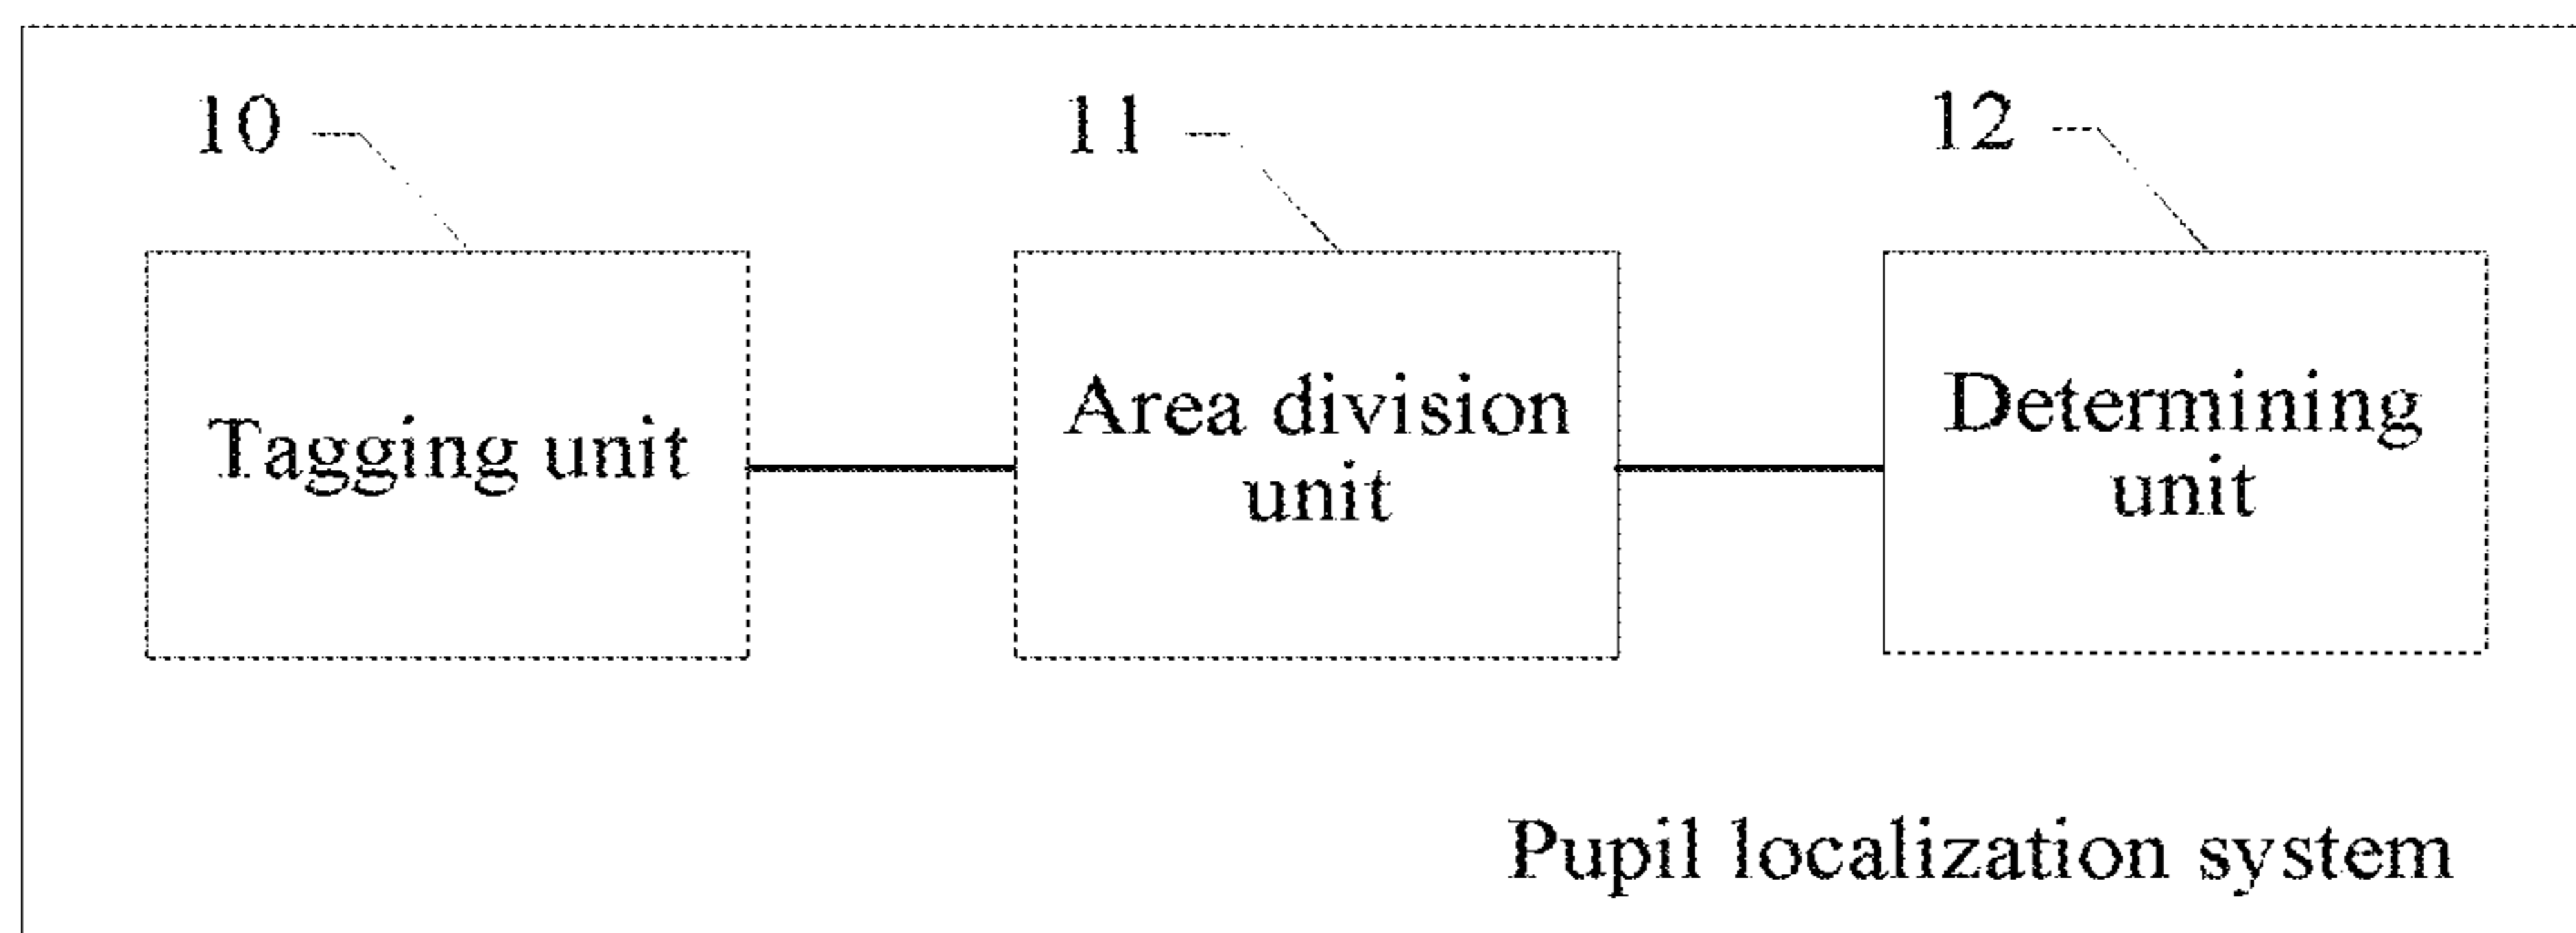 10
11
12
Tagging unit
Area division
unit
Determining
unit
Pupil localization system